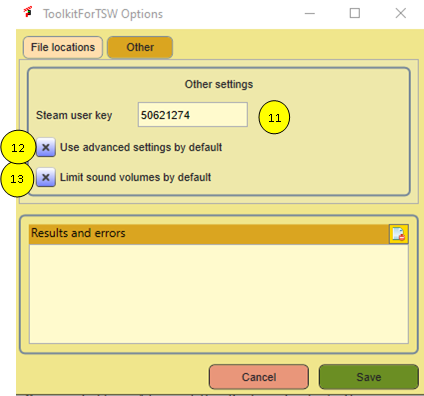 ToolkitForTSW Options
File locations Other
Other settings
Steam user key 50621274 11
12 Use advanced settings by default
13 Limit sound volumes by default
Results and errors
Cancel Save